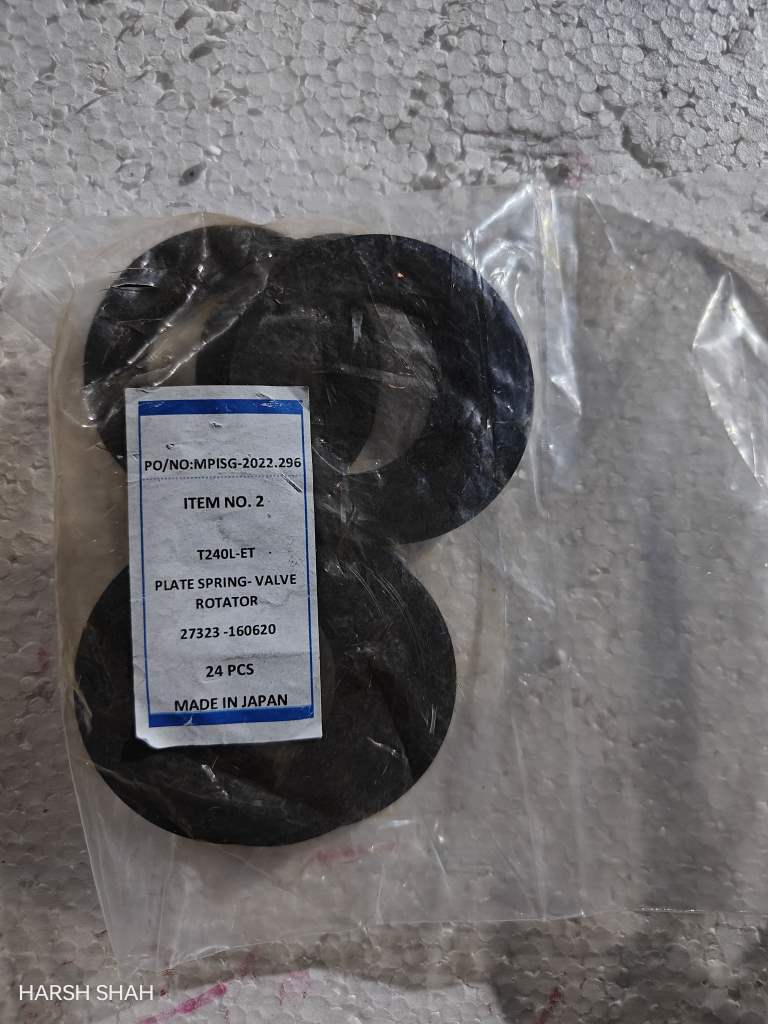 PO/NO:MPISG-2022.296
ITEM NO. 2
T240L-ET
PLATE SPRING- VALVE
ROTATOR
27323 -160620
24 PCS
MADE IN JAPAN
HARSH SHAH